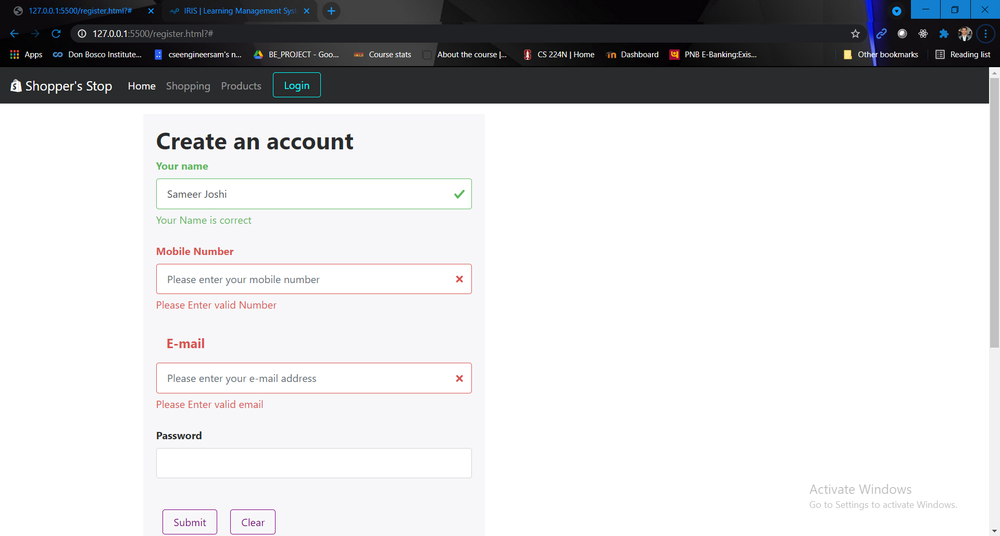 127.0.0.1:5500/register.html?#
IRIS | Learning Management Syst
127.0.0.1:5500/register.html?#
Apps Don Bosco Institute... cseengineersam's n... BE_PROJECT - Goo... Course stats About the course |... CS 224N | Home Dashboard PNB E-Banking:Exis... Other bookmarks Reading list
Shopper's Stop Home Shopping Products Login
Create an account
Your name
Sameer Joshi
Your Name is correct
Mobile Number
Please enter your mobile number
Please Enter valid Number
E-mail
Please enter your e-mail address
Please Enter valid email
Password
Submit Clear
Activate Windows
Go to Settings to activate Windows.